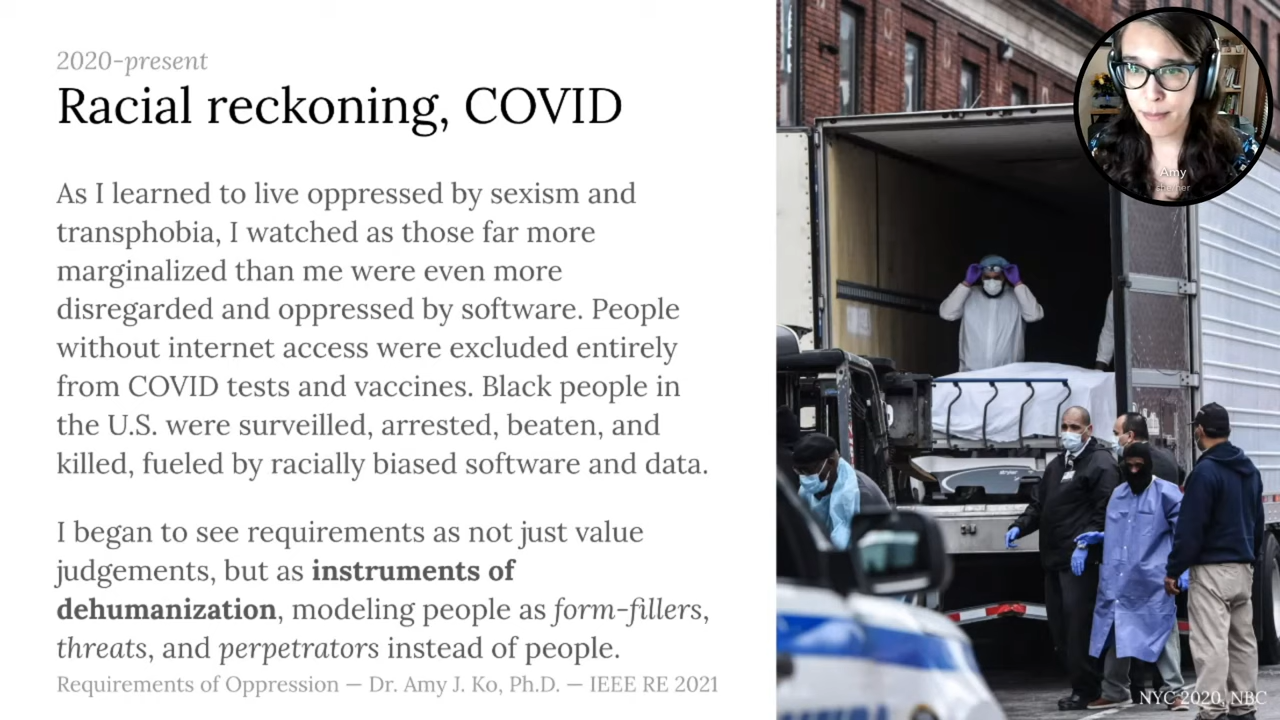 2020-present
Racial reckoning, COVID
As I learned to live oppressed by sexism and
transphobia, I watched as those far more
marginalized than me were even more
disregarded and oppressed by software. People
without internet access were excluded entirely
from COVID tests and vaccines. Black people in
the U.S. were surveilled, arrested, beaten, and
killed, fueled by racially biased software and data.
I began to see requirements as not just value
judgements, but as instruments of
dehumanization, modeling people as form-fillers,
threats, and perpetrators instead of people.
Requirements of Oppression — Dr. Amy J. Ko, Ph.D. — IEEE RE 2021
Amy
she/her
NYC 2020, NBC